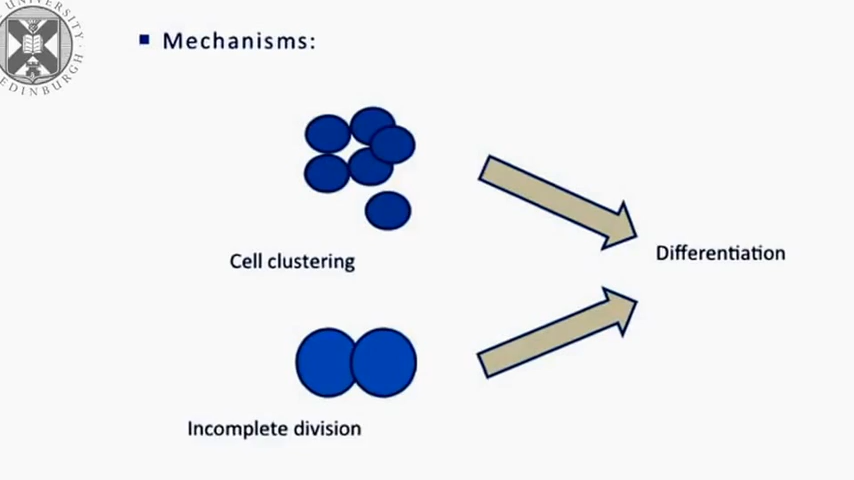 UNIVERSITY
EDINBURGH
Mechanisms:
Cell clustering
Differentiation
Incomplete division